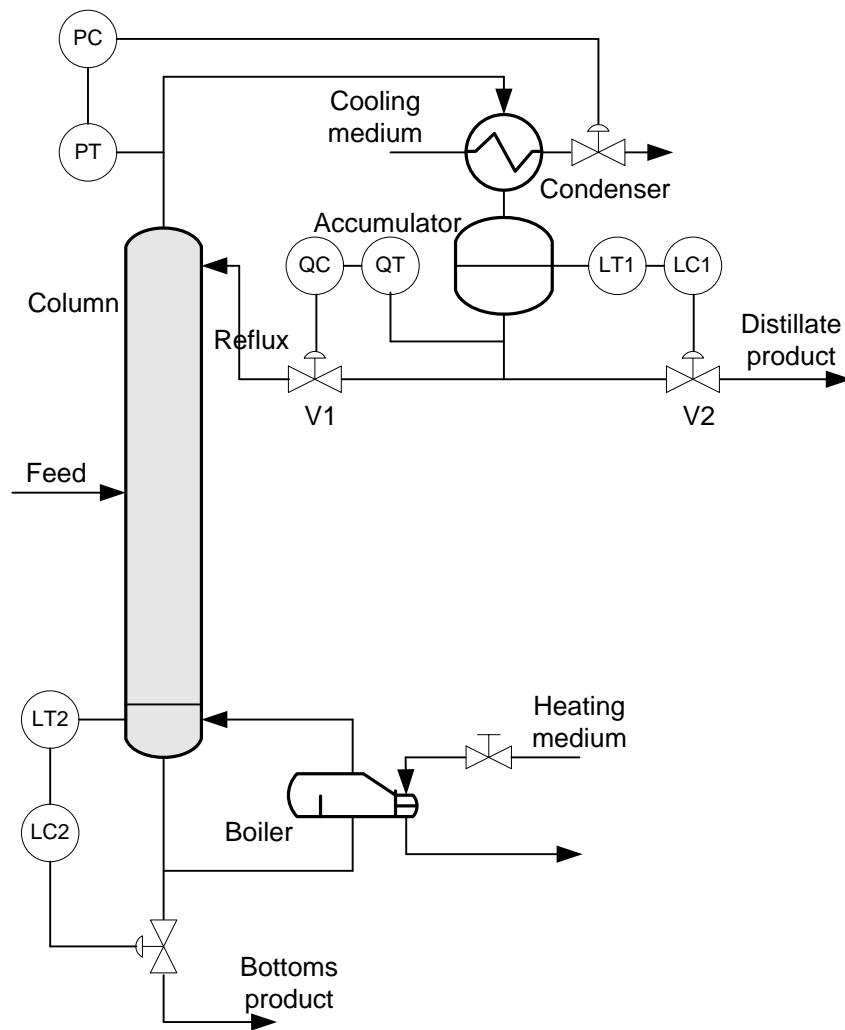 PC
Cooling
medium
PT
Condenser
Accumulator
QC
QT
LT1
LC1
Column
Reflux
Distillate
product
V1
V2
Feed
LT2
Heating
medium
LC2
Boiler
Bottoms
product